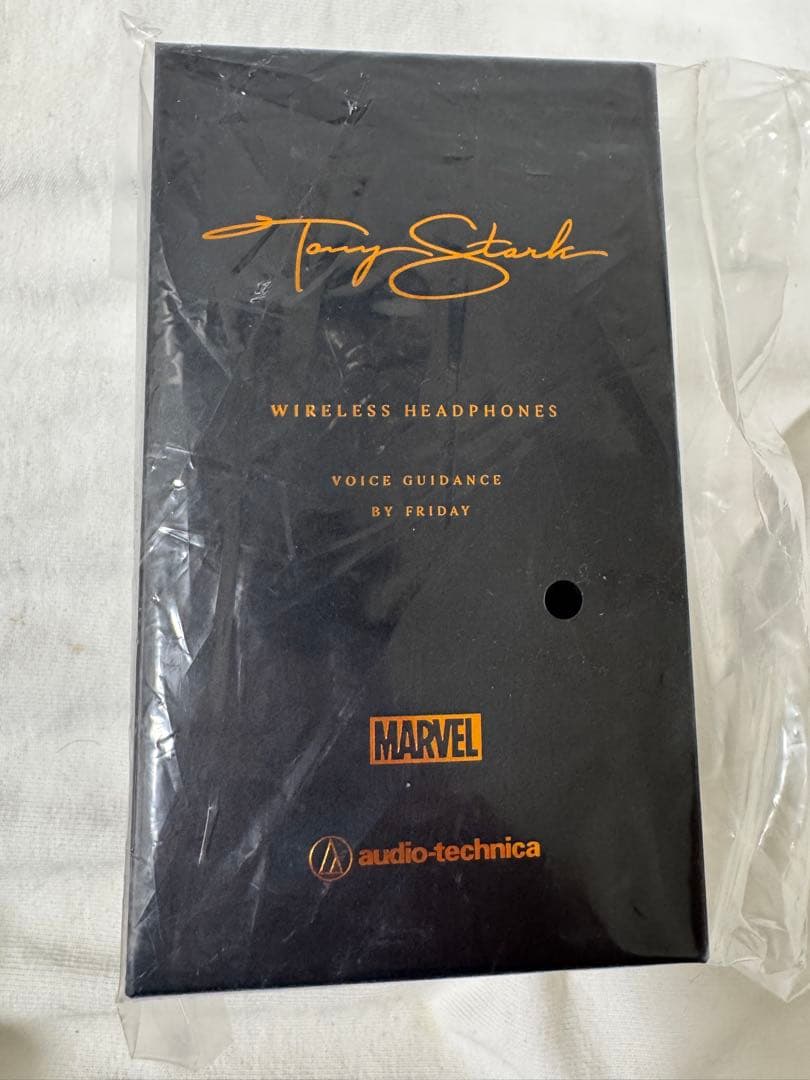 Tony Stark
WIRELESS HEADPHONES
VOICE GUIDANCE
BY FRIDAY
MARVEL
audio-technica